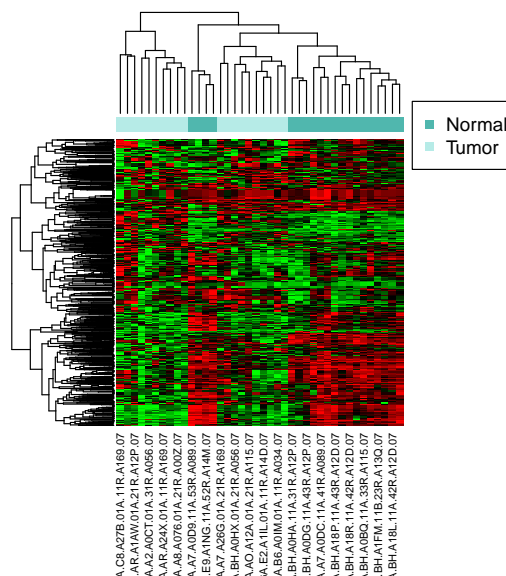 Normal
Tumor
A.C8.A27B.01A.11R.A169.07
.AR.A1AW.01A.21R.A12P.07
A.A2.A0CT.01A.31R.A056.07
A.AR.A24X.01A.11R.A169.07
A.A8.A076.01A.21R.A00Z.07
A.A7.A0D9.11A.53R.A089.07
.E9.A1NG.11A.52R.A14M.07
A.A7.A26G.01A.21R.A169.07
A.BH.A0HX.01A.21R.A056.07
A.AO.A12A.01A.21R.A115.07
iA.E2.A1IL.01A.11R.A14D.07
A.B6.A0IM.01A.11R.A034.07
A.BH.A0HA.11A.31R.A12P.07
A.BH.A0DG.11A.43R.A12P.07
A.A7.A0DC.11A.41R.A089.07
A.BH.A18P.11A.43R.A12D.07
A.BH.A18R.11A.42R.A12D.07
A.BH.A0BQ.11A.33R.A115.07
A.BH.A1FM.11B.23R.A13Q.07
A.BH.A18L.11A.42R.A12D.07